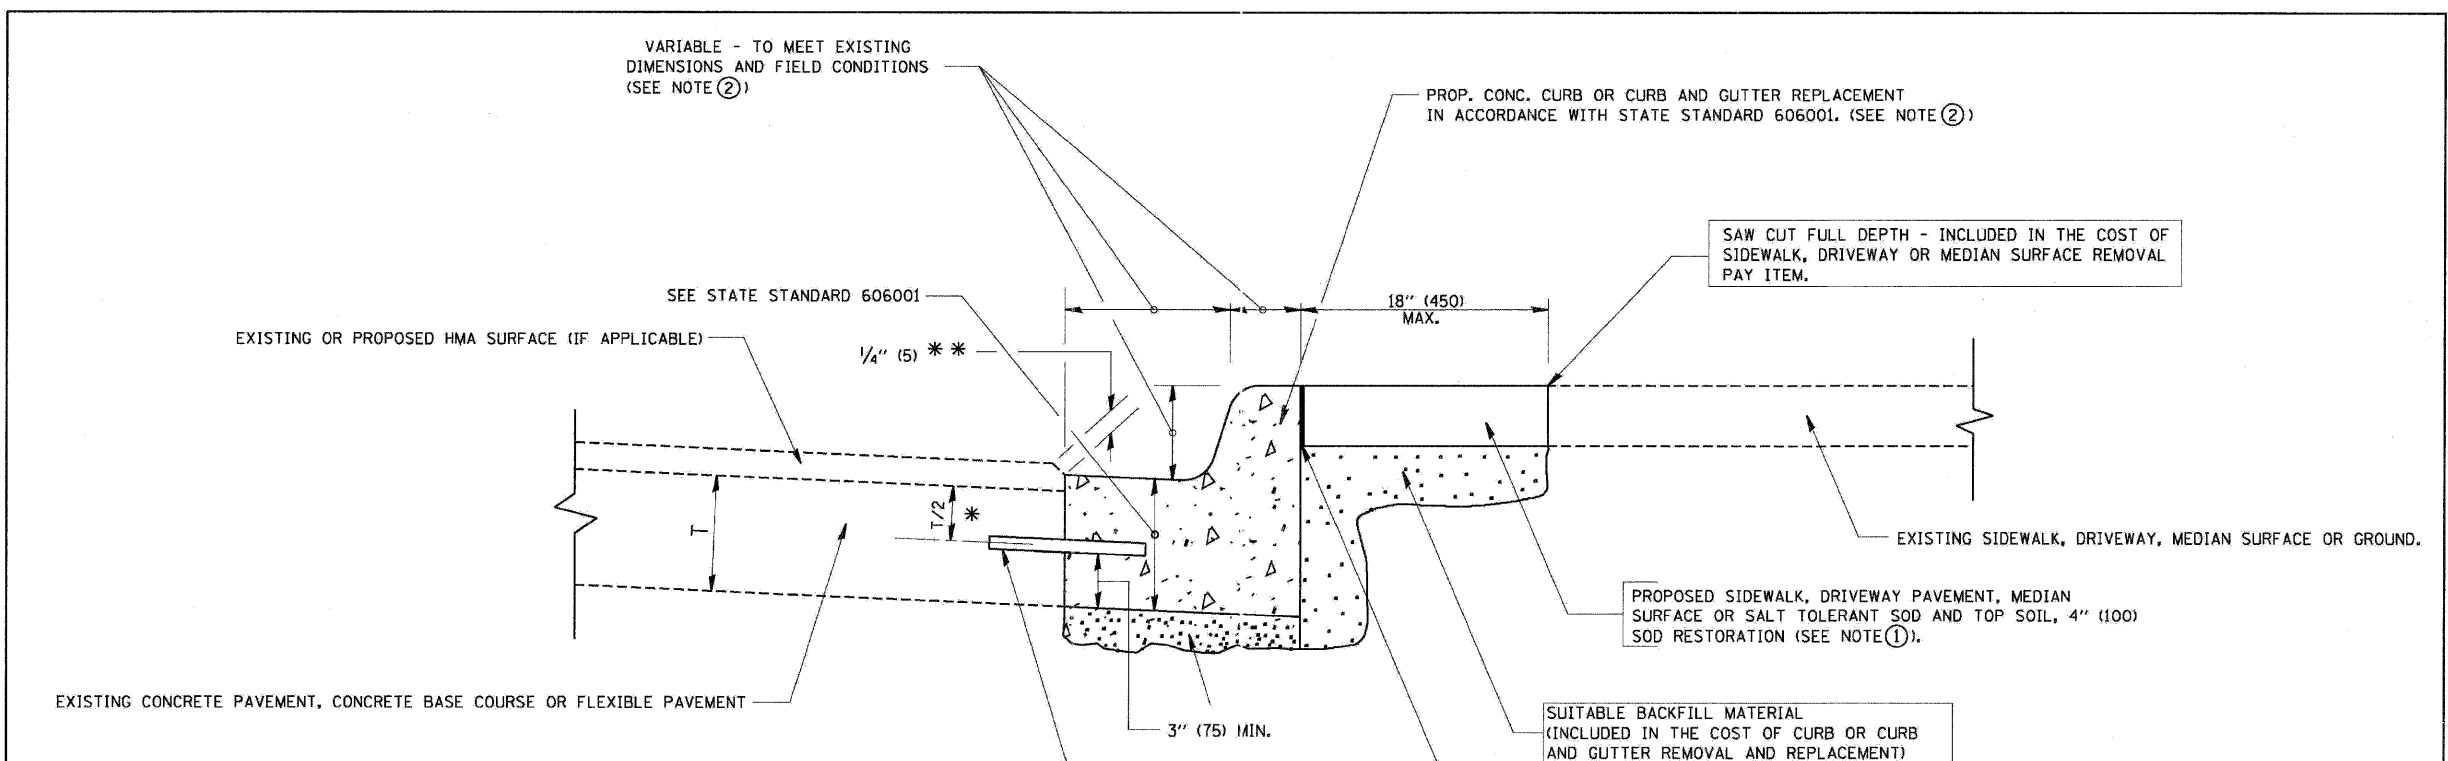 VARIABLE - TO MEET EXISTING
DIMENSIONS AND FIELD CONDITIONS
(SEE NOTE ②)
PROP. CONC. CURB OR CURB AND GUTTER REPLACEMENT
IN ACCORDANCE WITH STATE STANDARD 606001. (SEE NOTE ②)
SAW CUT FULL DEPTH - INCLUDED IN THE COST OF
SIDEWALK, DRIVEWAY OR MEDIAN SURFACE REMOVAL
PAY ITEM.
SEE STATE STANDARD 606001
18" (450)
MAX.
EXISTING OR PROPOSED HMA SURFACE (IF APPLICABLE)
1/4" (5) * *
T
T/2 *
EXISTING SIDEWALK, DRIVEWAY, MEDIAN SURFACE OR GROUND.
PROPOSED SIDEWALK, DRIVEWAY PAVEMENT, MEDIAN
SURFACE OR SALT TOLERANT SOD AND TOP SOIL, 4" (100)
SOD RESTORATION (SEE NOTE ①).
EXISTING CONCRETE PAVEMENT, CONCRETE BASE COURSE OR FLEXIBLE PAVEMENT
3" (75) MIN.
SUITABLE BACKFILL MATERIAL
(INCLUDED IN THE COST OF CURB OR CURB
AND GUTTER REMOVAL AND REPLACEMENT)